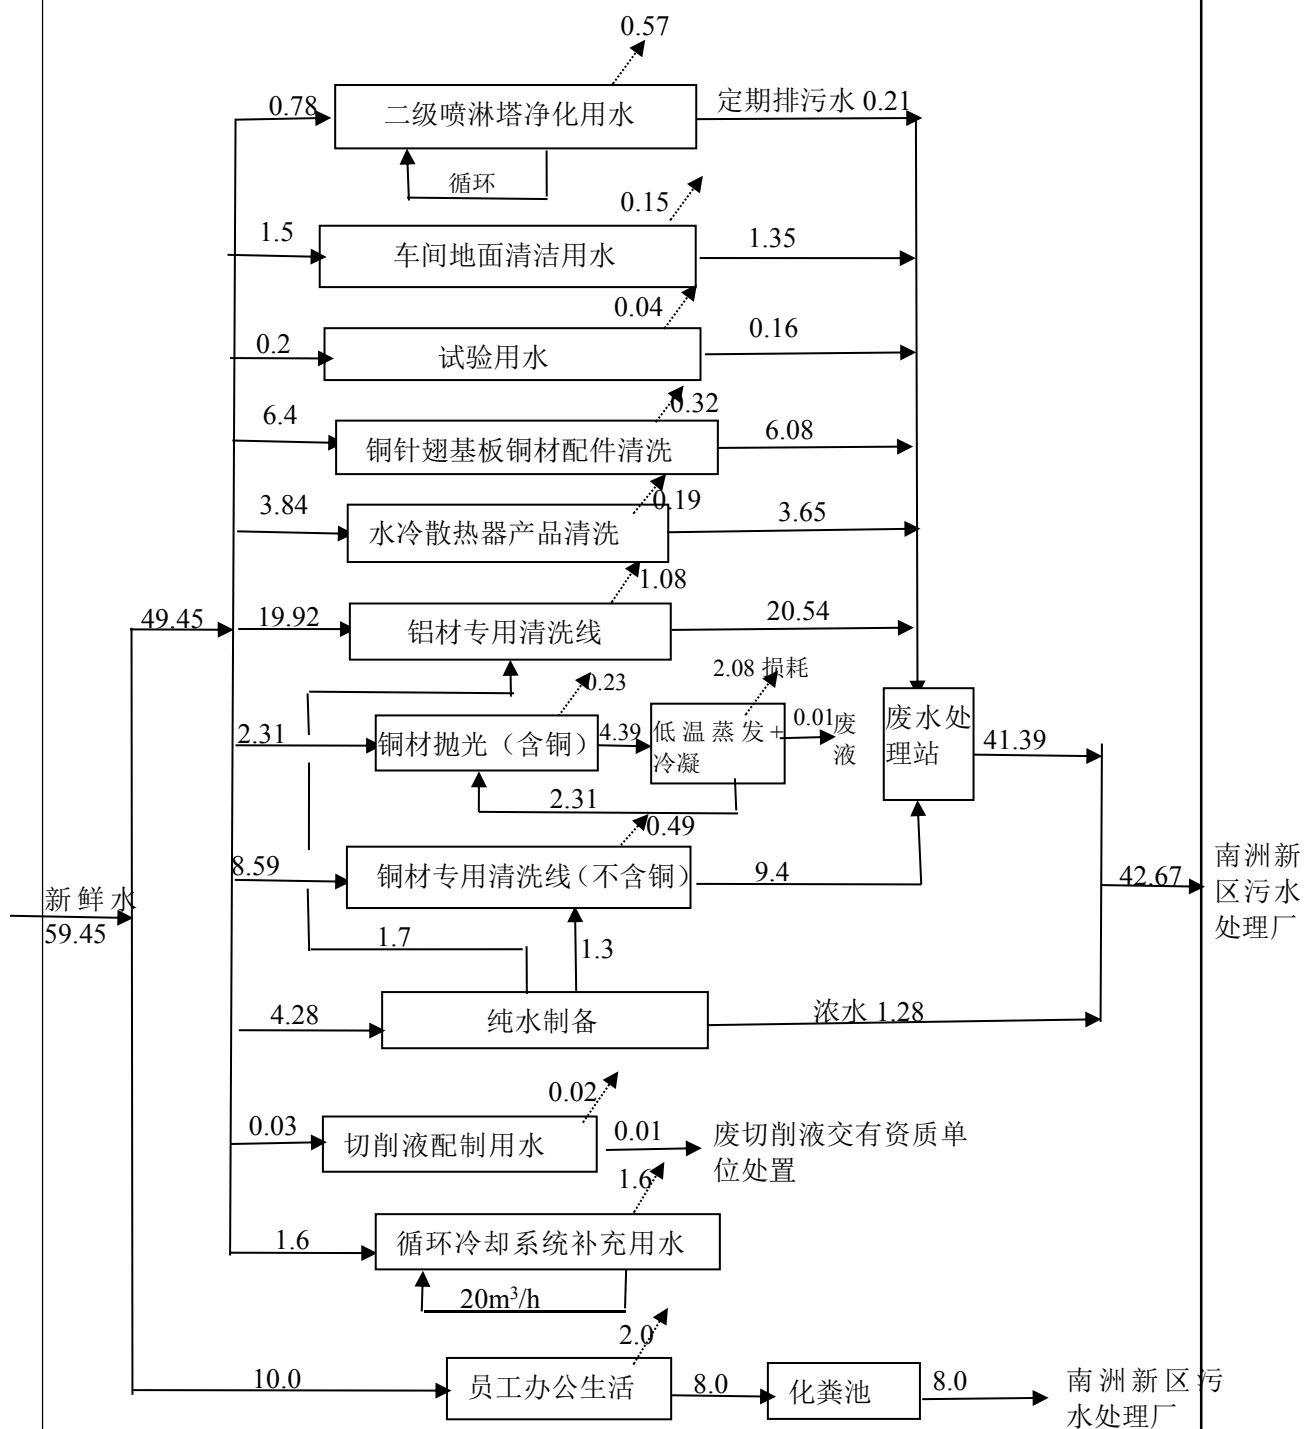 0.57
0.78
二级喷淋塔净化用水
定期排污水 0.21
循环
0.15
1.5
车间地面清洁用水
1.35
0.04
0.2
试验用水
0.16
0.32
6.4
铜针翅基板铜材配件清洗
6.08
0.19
3.84
水冷散热器产品清洗
3.65
1.08
49.45
19.92
铝材专用清洗线
20.54
0.23
2.08 损耗
2.31
铜材抛光（含铜）
4.39
低温蒸发+
冷凝
0.01
废
液
废水处
理站
41.39
2.31
0.49
8.59
铜材专用清洗线（不含铜）
9.4
新鲜水
59.45
42.67
南洲新
区污水
处理厂
1.7
1.3
4.28
纯水制备
浓水 1.28
0.02
0.03
切削液配制用水
0.01
废切削液交有资质单
位处置
1.6
1.6
循环冷却系统补充用水
20m³/h
2.0
10.0
员工办公生活
8.0
化粪池
8.0
南洲新区污
水处理厂